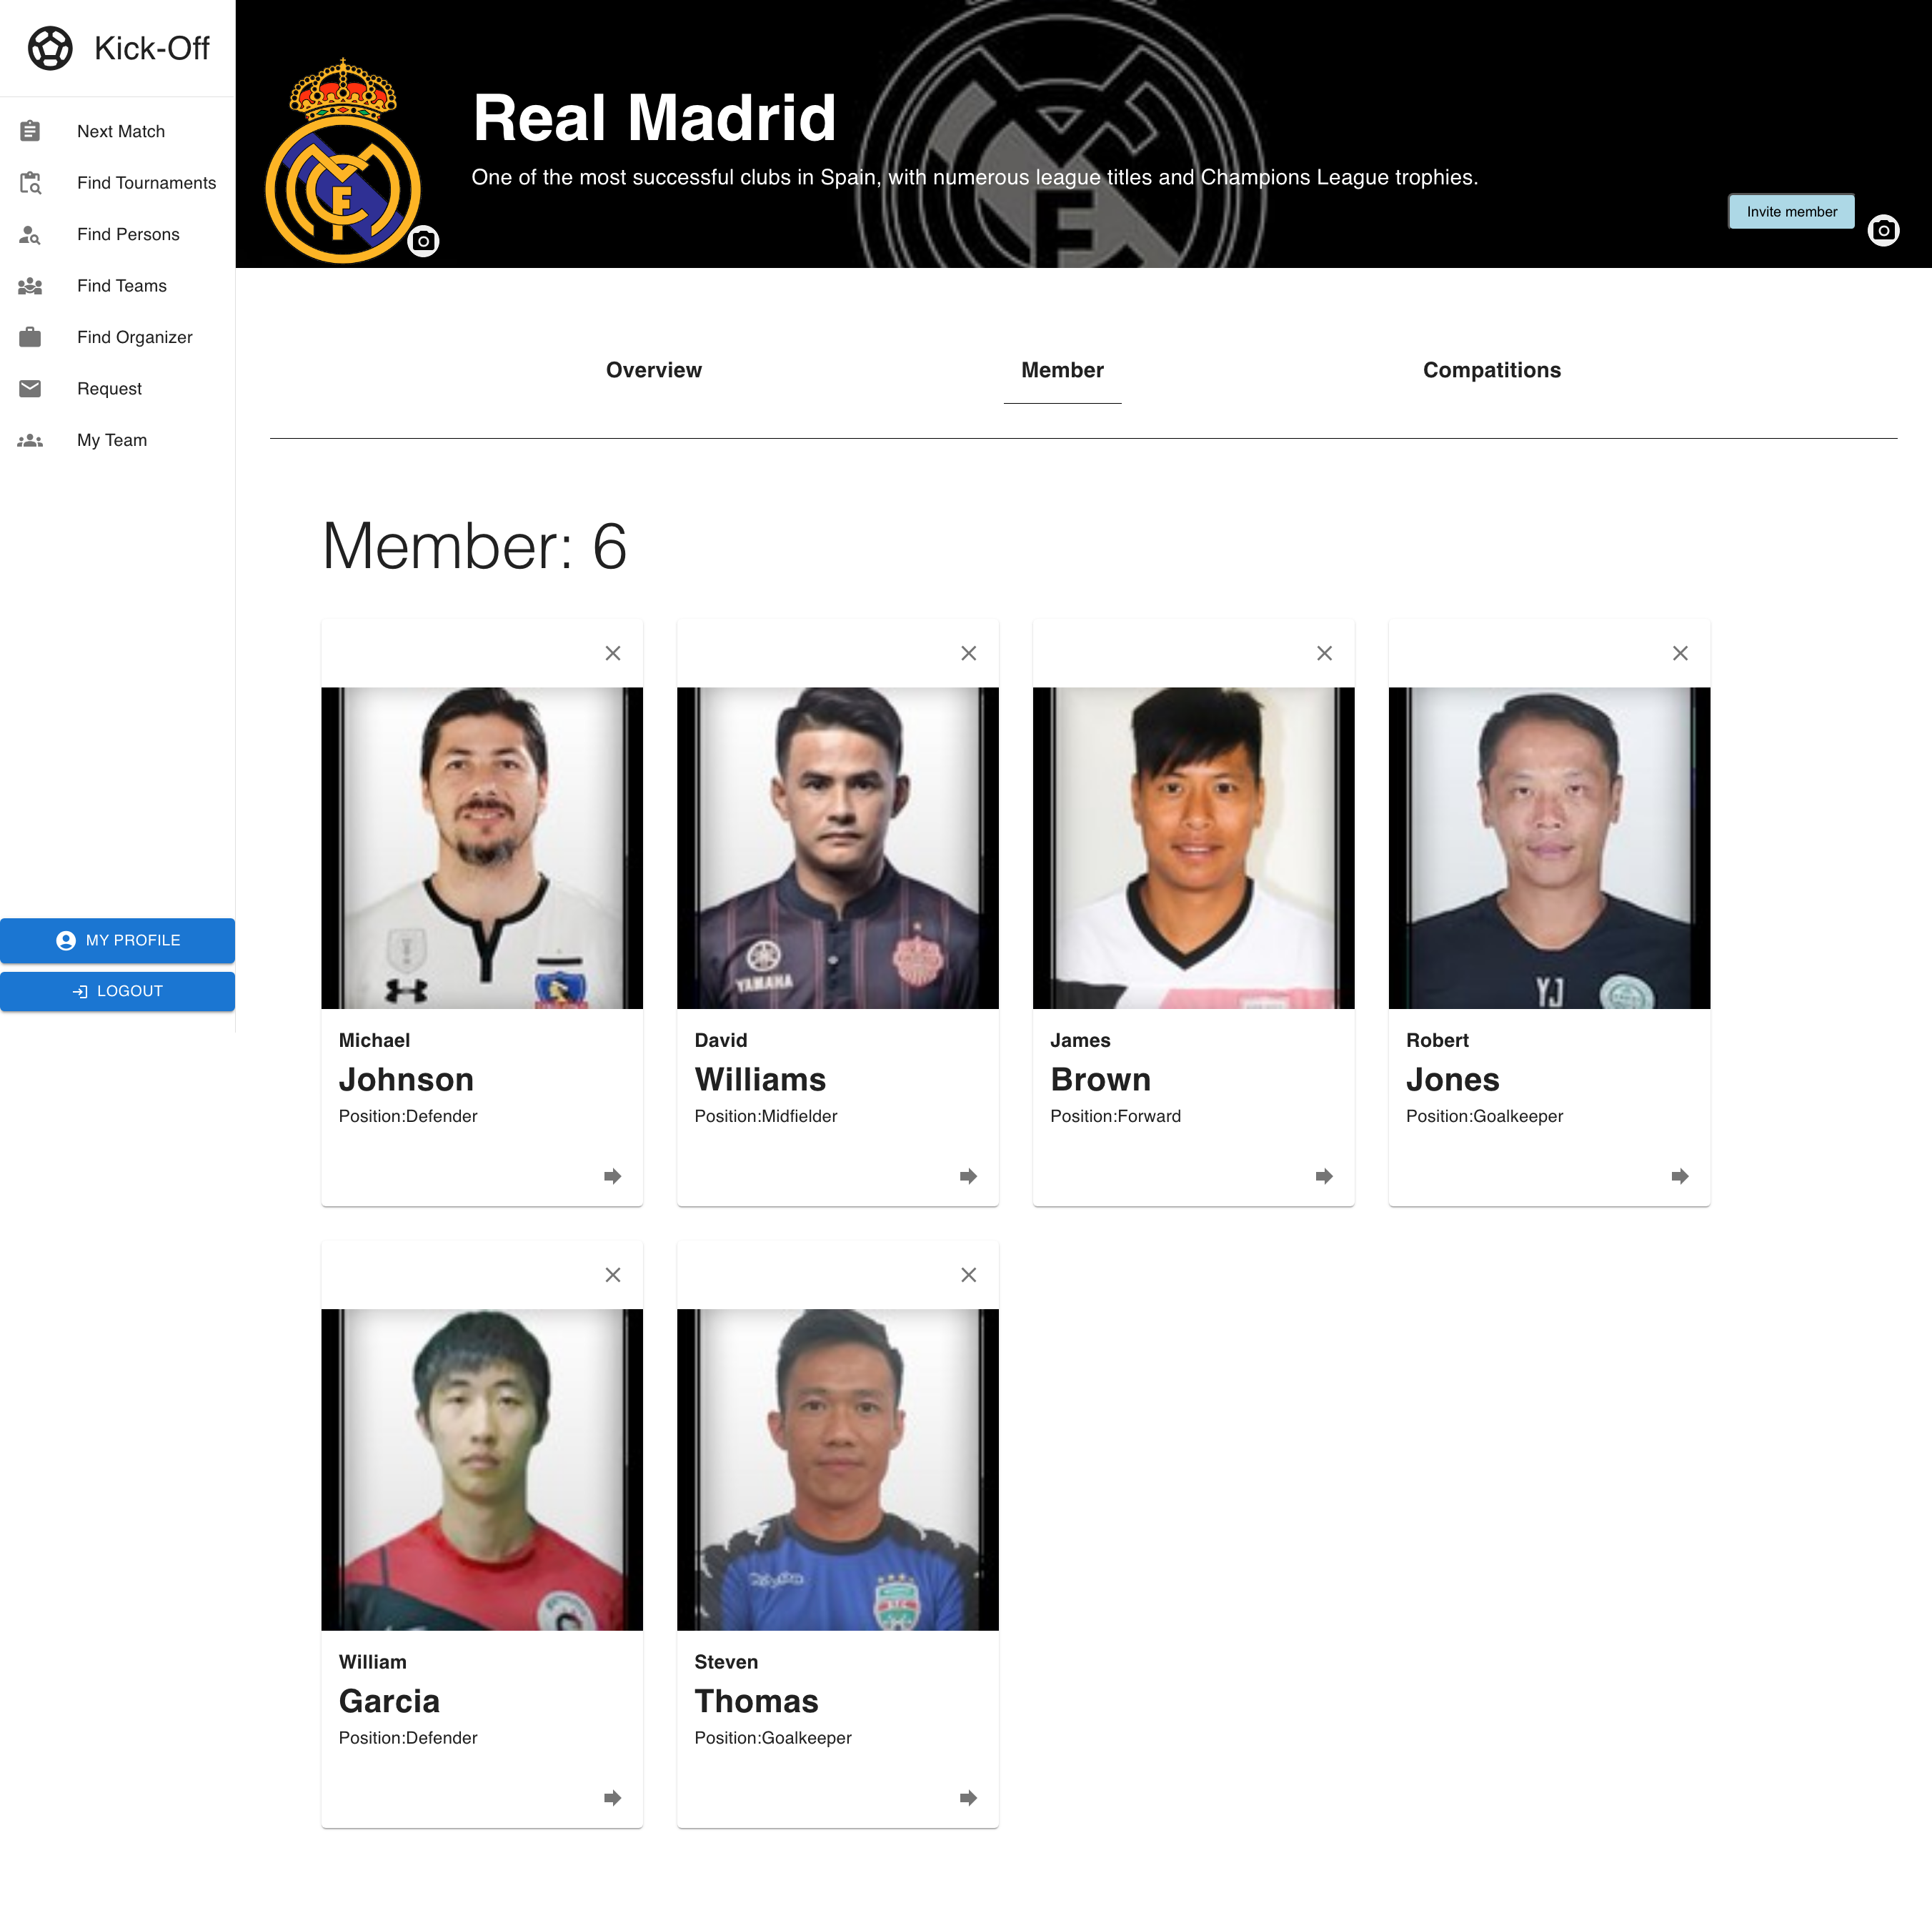 Kick-Off
Next Match
Find Tournaments
Find Persons
Find Teams
Find Organizer
Request
My Team
MY PROFILE
LOGOUT
Real Madrid
One of the most successful clubs in Spain, with numerous league titles and Champions League trophies.
Invite member
Overview
Member
Compatitions
Member: 6
YAMAHA
YJ
Michael
Johnson
Position:Defender
David
Williams
Position:Midfielder
James
Brown
Position:Forward
Robert
Jones
Position:Goalkeeper
William
Garcia
Position:Defender
Steven
Thomas
Position:Goalkeeper